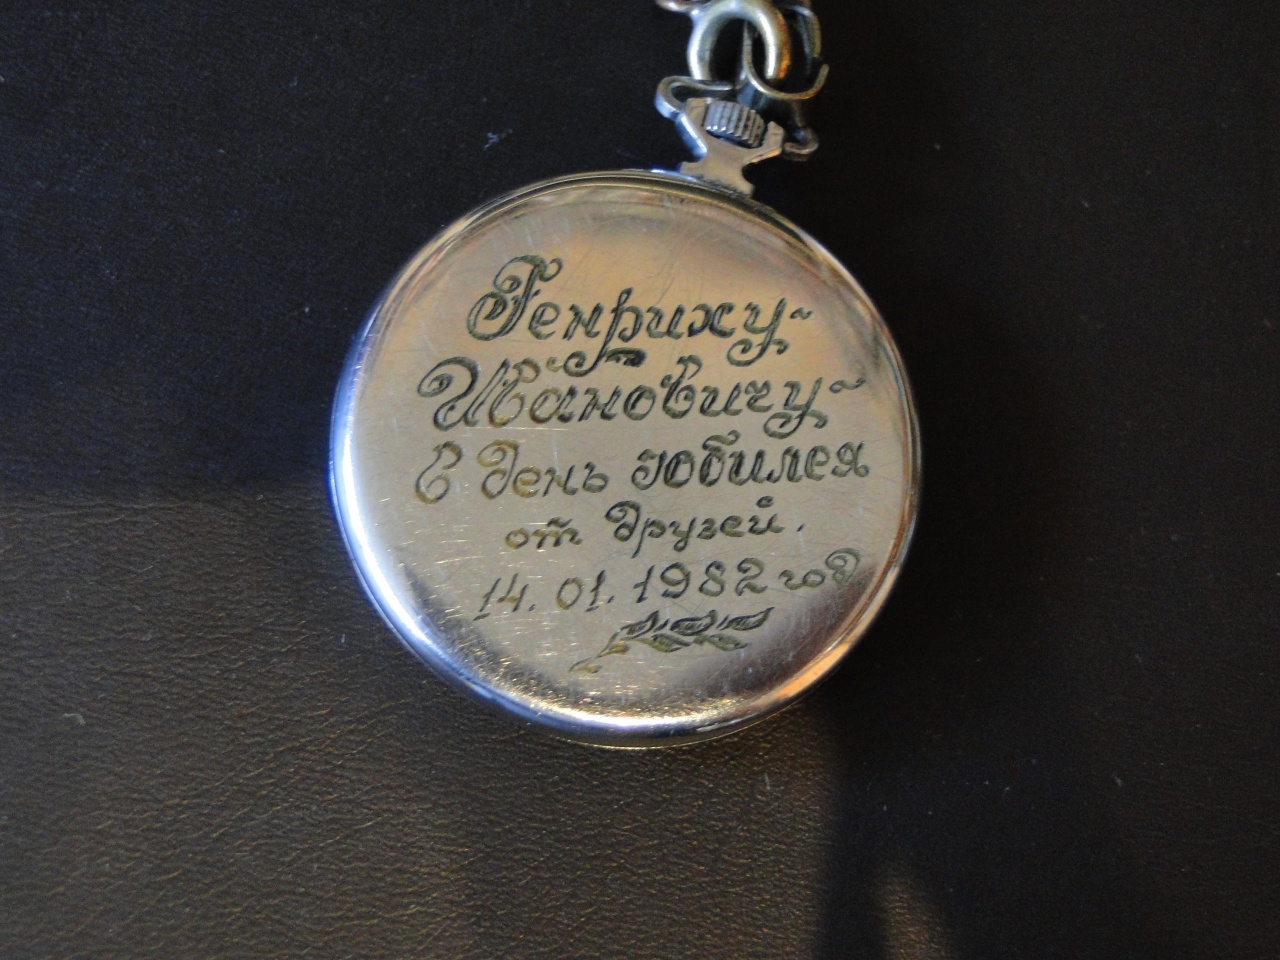 Генриху-
Ивановичу-
в день юбилея
от друзей.
14.01.1982 год